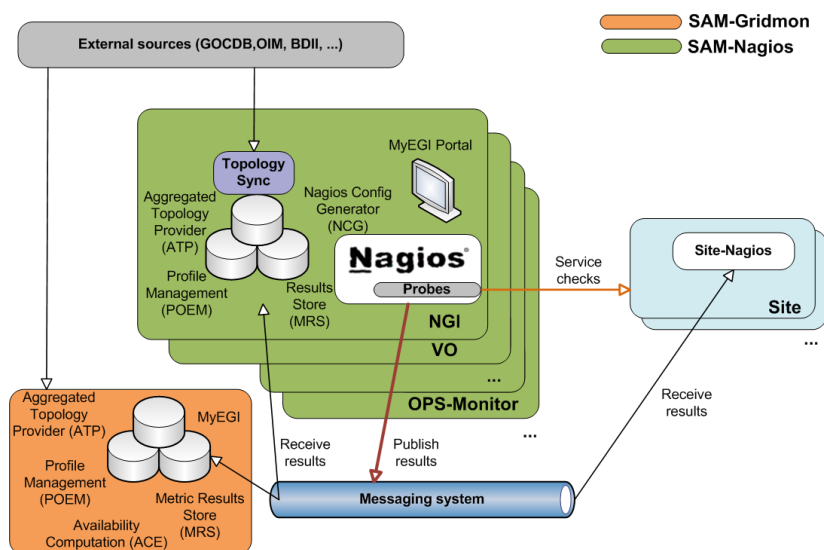 SAM-Gridmon
SAM-Nagios
External sources (GOCDB,OIM, BDII, ...)
MyEGI Portal
Topology
Sync
Aggregated
Topology
Provider
(ATP)
Nagios Config
Generator
(NCG)
Nagios®
Probes
Profile
Management
(POEM)
Results
Store
(MRS)
NGI
VO
...
OPS-Monitor
...
...
Service
checks
Site-Nagios
Site
...
Receive
results
Aggregated
Topology
Provider (ATP)
MyEGI
Profile
Management
(POEM)
Metric Results
Store
(MRS)
Availability
Computation (ACE)
Receive
results
Publish
results
Messaging system